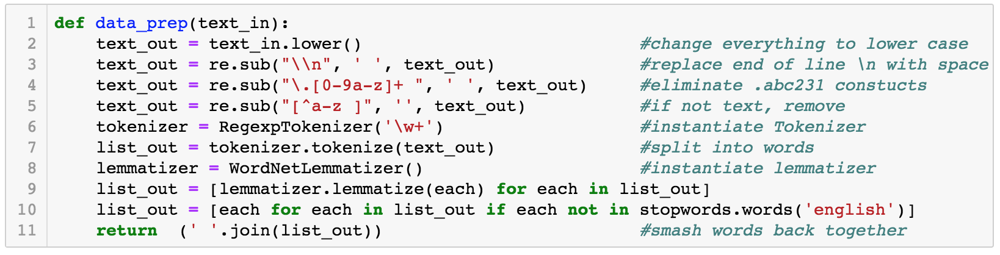 1 def data_prep(text_in):
2 text_out = text_in.lower() #change everything to lower case
3 text_out = re.sub("\\n", ' ', text_out) #replace end of line \n with space
4 text_out = re.sub("\.[0-9a-z]+ ", ' ', text_out) #eliminate .abc231 constucts
5 text_out = re.sub("[^a-z ]", '', text_out) #if not text, remove
6 tokenizer = RegexpTokenizer('\w+') #instantiate Tokenizer
7 list_out = tokenizer.tokenize(text_out) #split into words
8 lemmatizer = WordNetLemmatizer() #instantiate lemmatizer
9 list_out = [lemmatizer.lemmatize(each) for each in list_out]
10 list_out = [each for each in list_out if each not in stopwords.words('english')]
11 return (' '.join(list_out)) #smash words back together